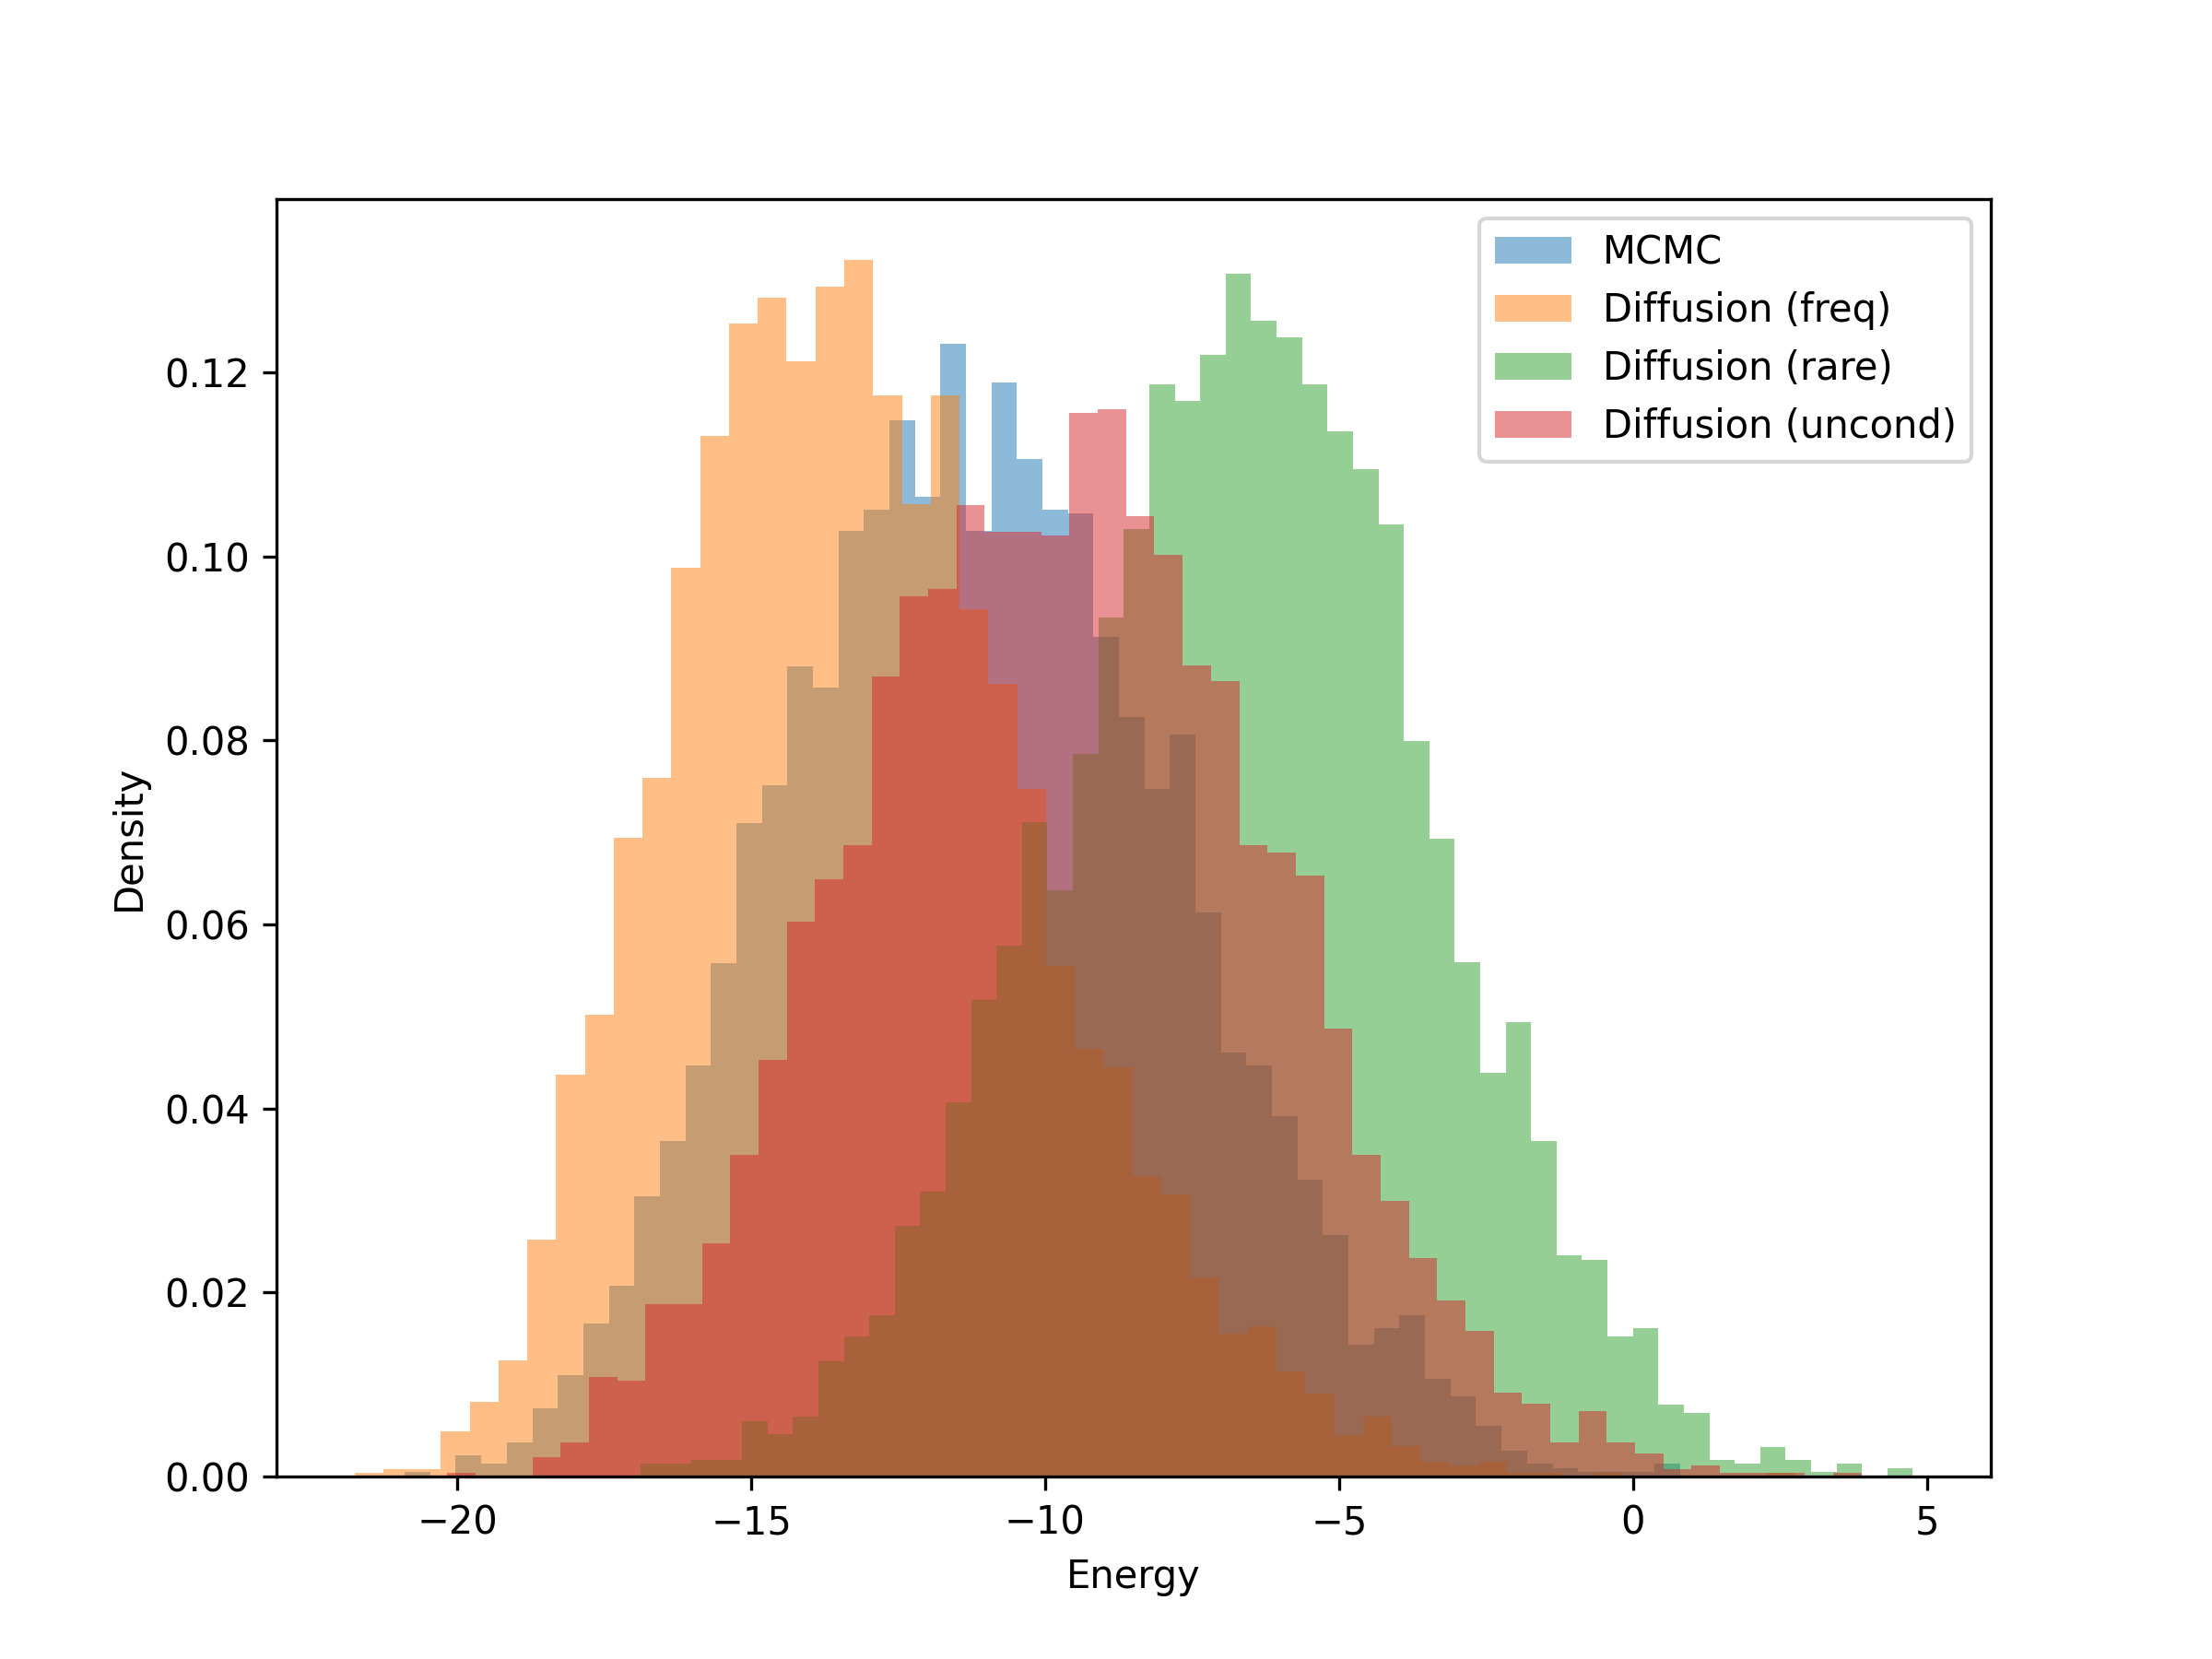 MCMC
Diffusion (freq)
Diffusion (rare)
Diffusion (uncond)
0.12
0.10
0.08
0.06
0.04
0.02
0.00
Density
−20 −15 −10 −5 0 5
Energy